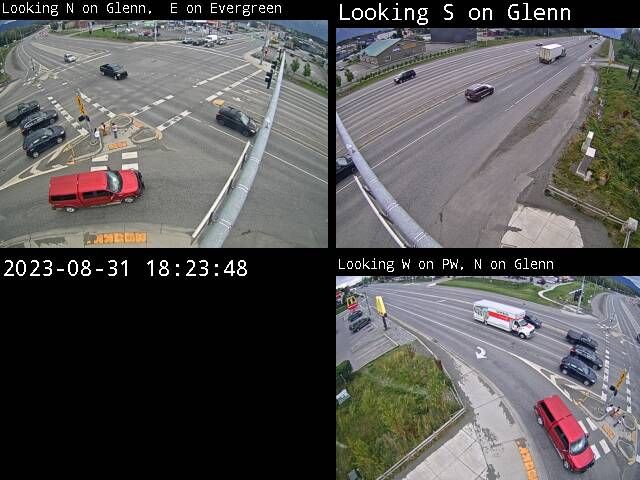 Looking N on Glenn, E on Evergreen
Looking S on Glenn
2023-08-31 18:23:48
Looking W on PW, N on Glenn